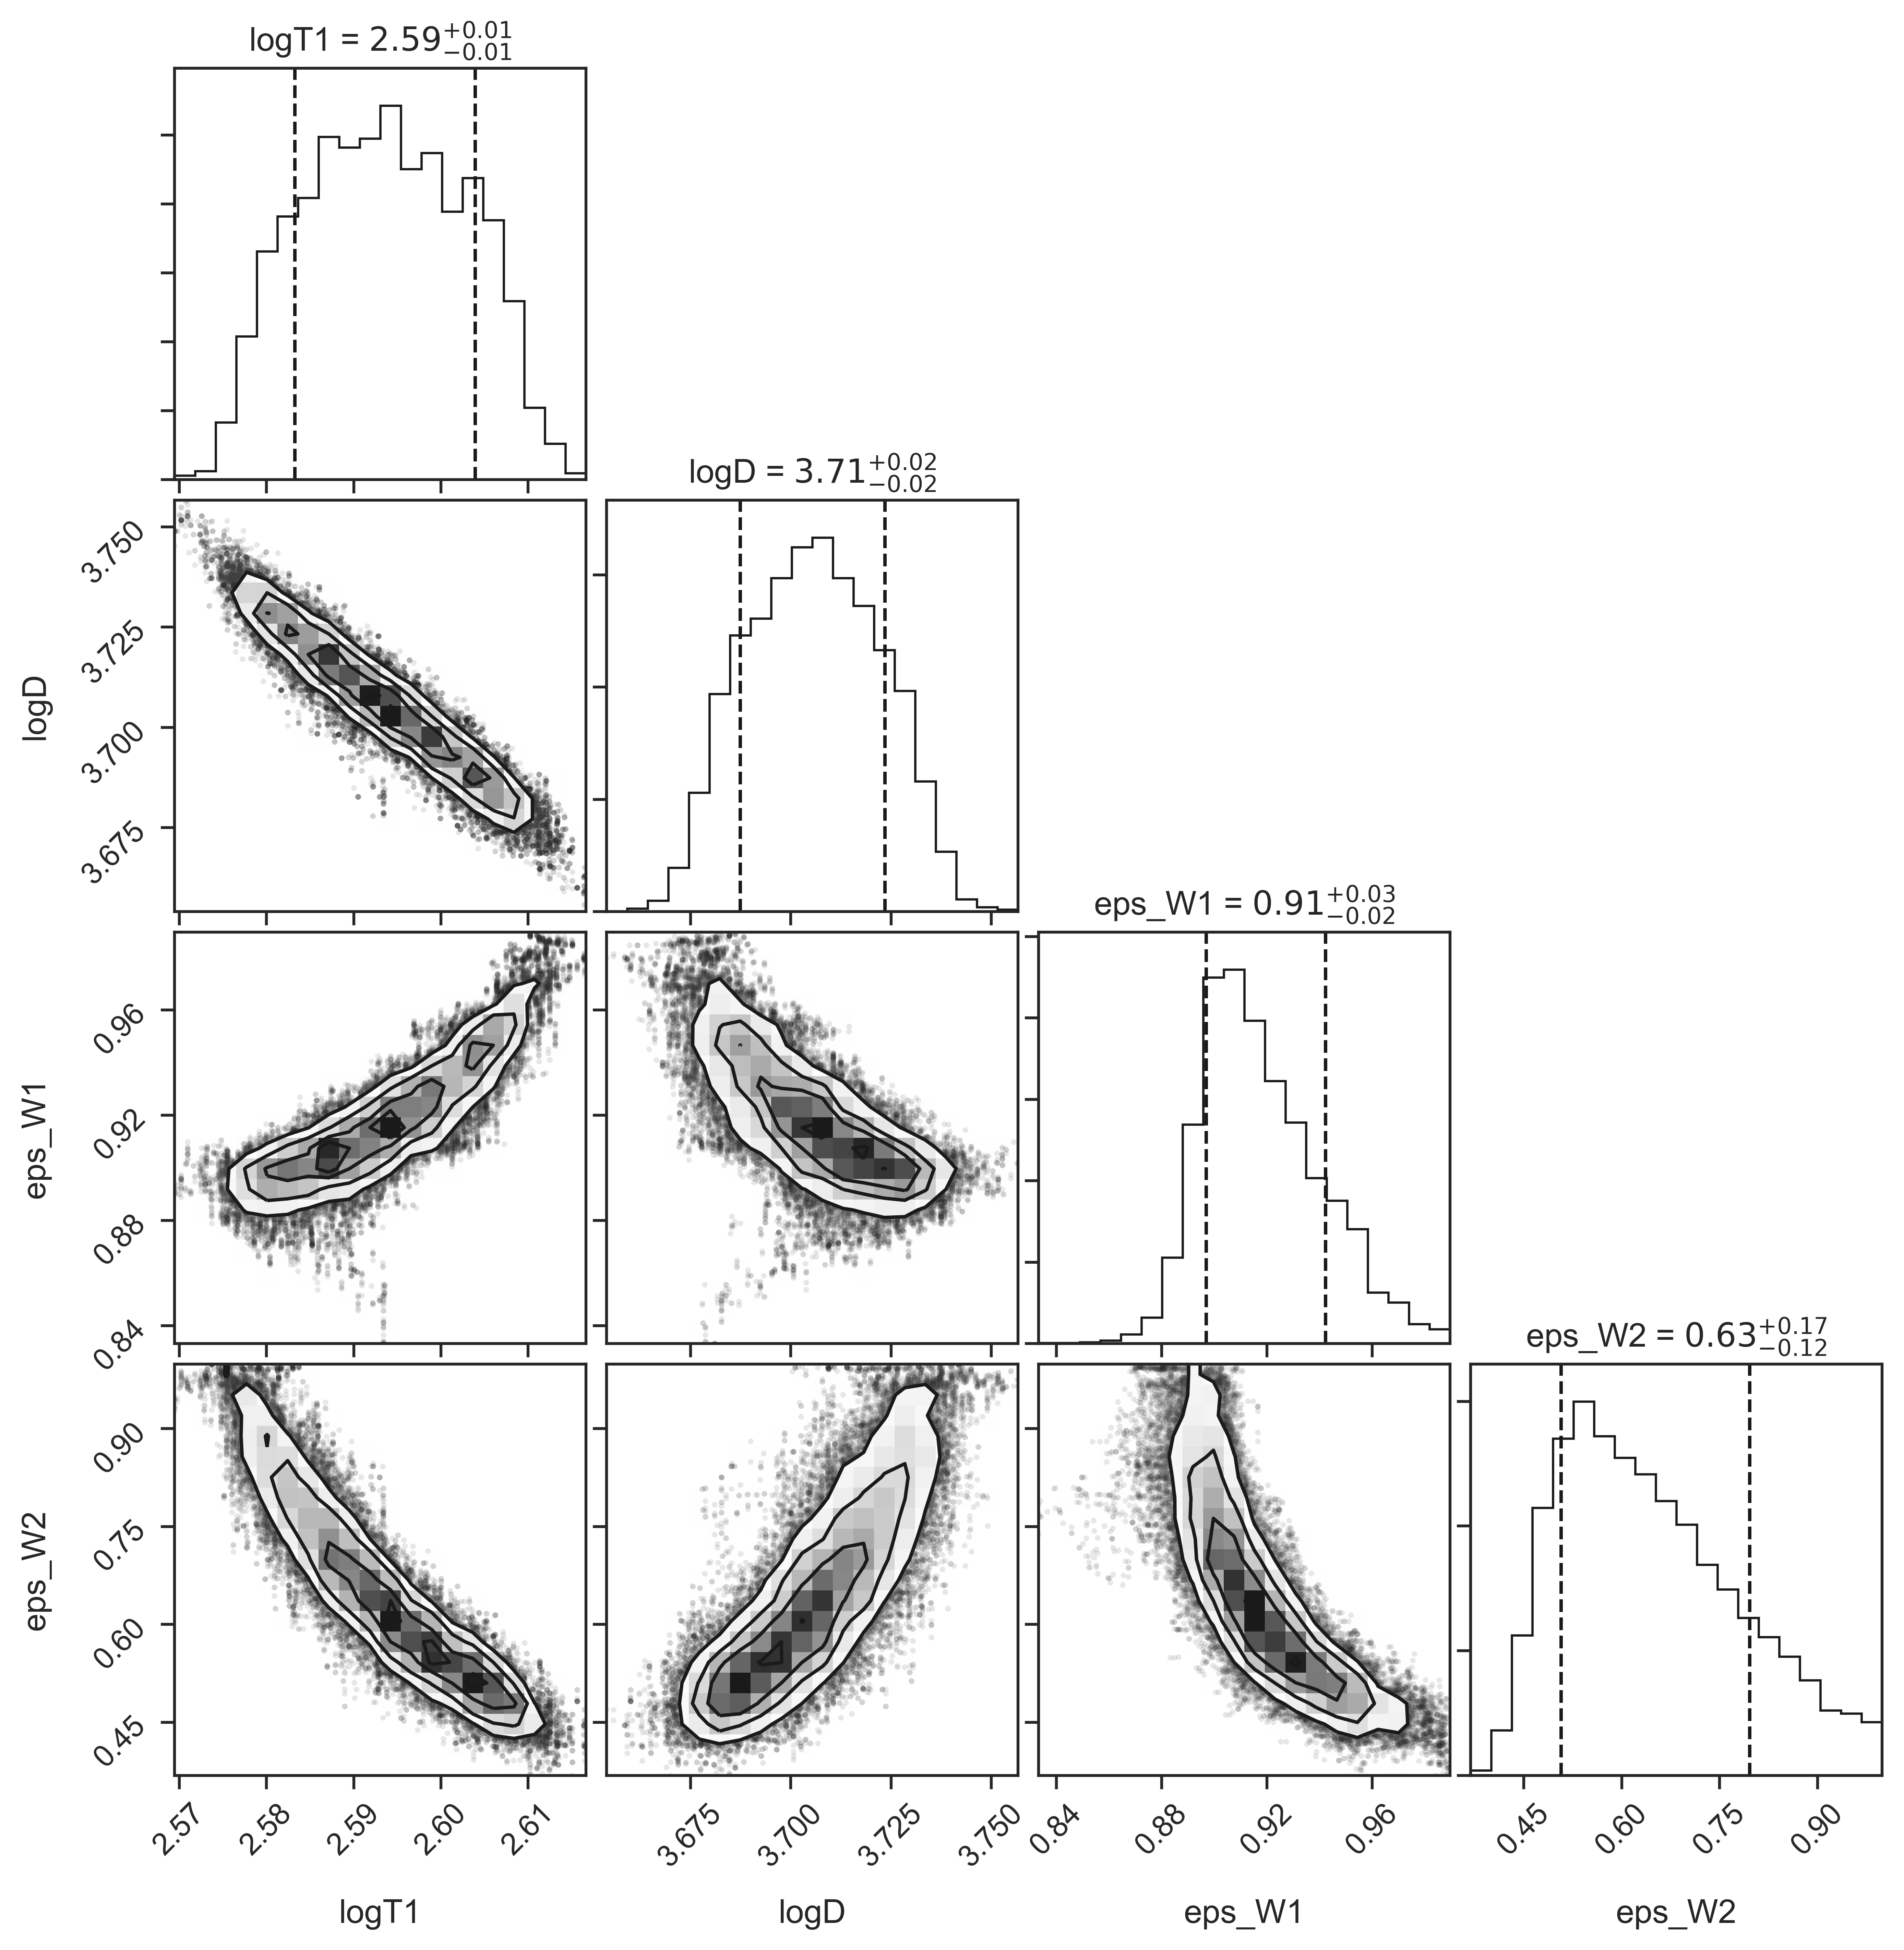 logT1 = 2.59 +0.01 −0.01
logD = 3.71 +0.02 −0.02
3.750
3.725
3.700
3.675
logD
eps_W1 = 0.91 +0.03 −0.02
0.96
0.92
0.88
0.84
eps_W1
eps_W2 = 0.63 +0.17 −0.12
0.90
0.75
0.60
0.45
eps_W2
2.57 2.58 2.59 2.60 2.61
3.675 3.700 3.725 3.750
0.84 0.88 0.92 0.96
0.45 0.60 0.75 0.90
logT1 logD eps_W1 eps_W2